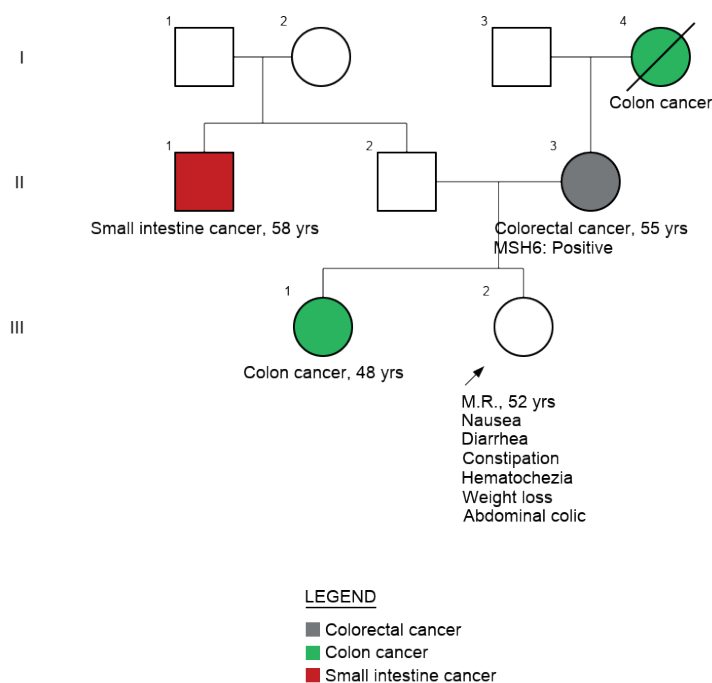 1
2
3
4
I
Colon cancer
1
2
3
II
Small intestine cancer, 58 yrs
Colorectal cancer, 55 yrs
MSH6: Positive
1
2
III
Colon cancer, 48 yrs
M.R., 52 yrs
Nausea
Diarrhea
Constipation
Hematochezia
Weight loss
Abdominal colic
LEGEND
Colorectal cancer
Colon cancer
Small intestine cancer